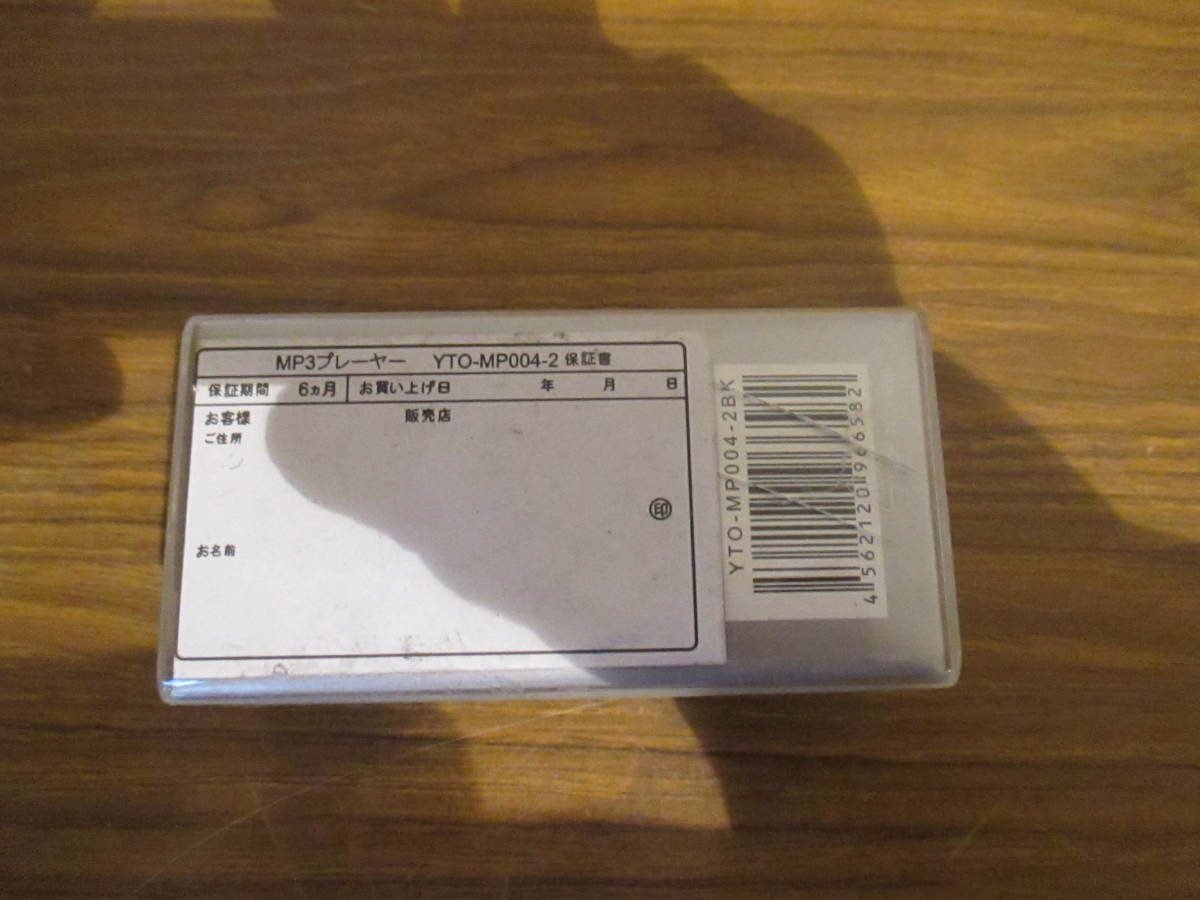 MP3プレーヤー YTO-MP004-2 保証書
保証期間 6ヵ月 お買い上げ日 年 月 日
お客様 販売店
ご住所
印
お名前
YTO-MP004-2BK
4562120966582